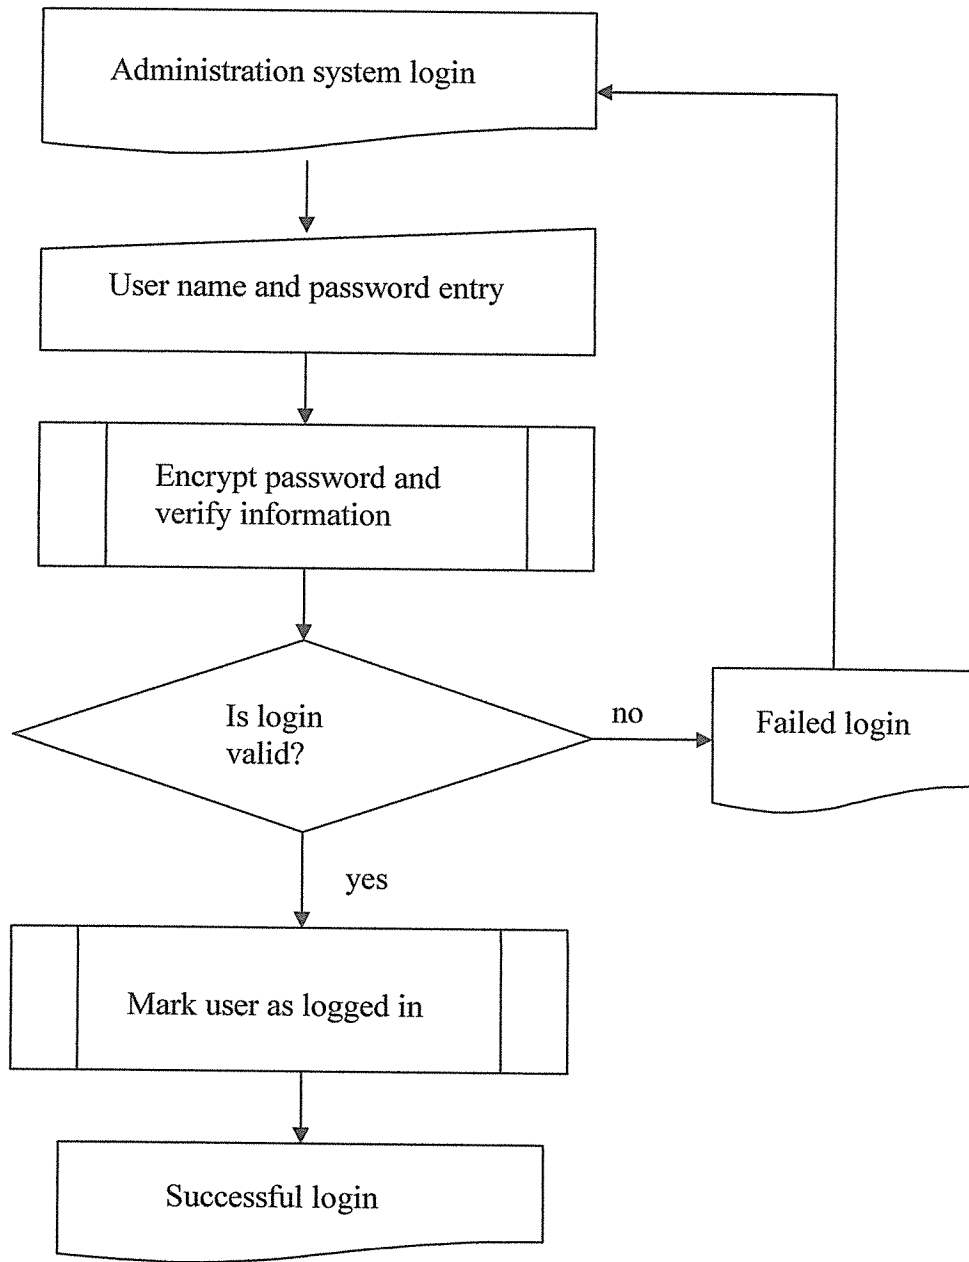 Administration system login
User name and password entry
Encrypt password and
verify information
Is login
valid?
no
Failed login
yes
Mark user as logged in
Successful login